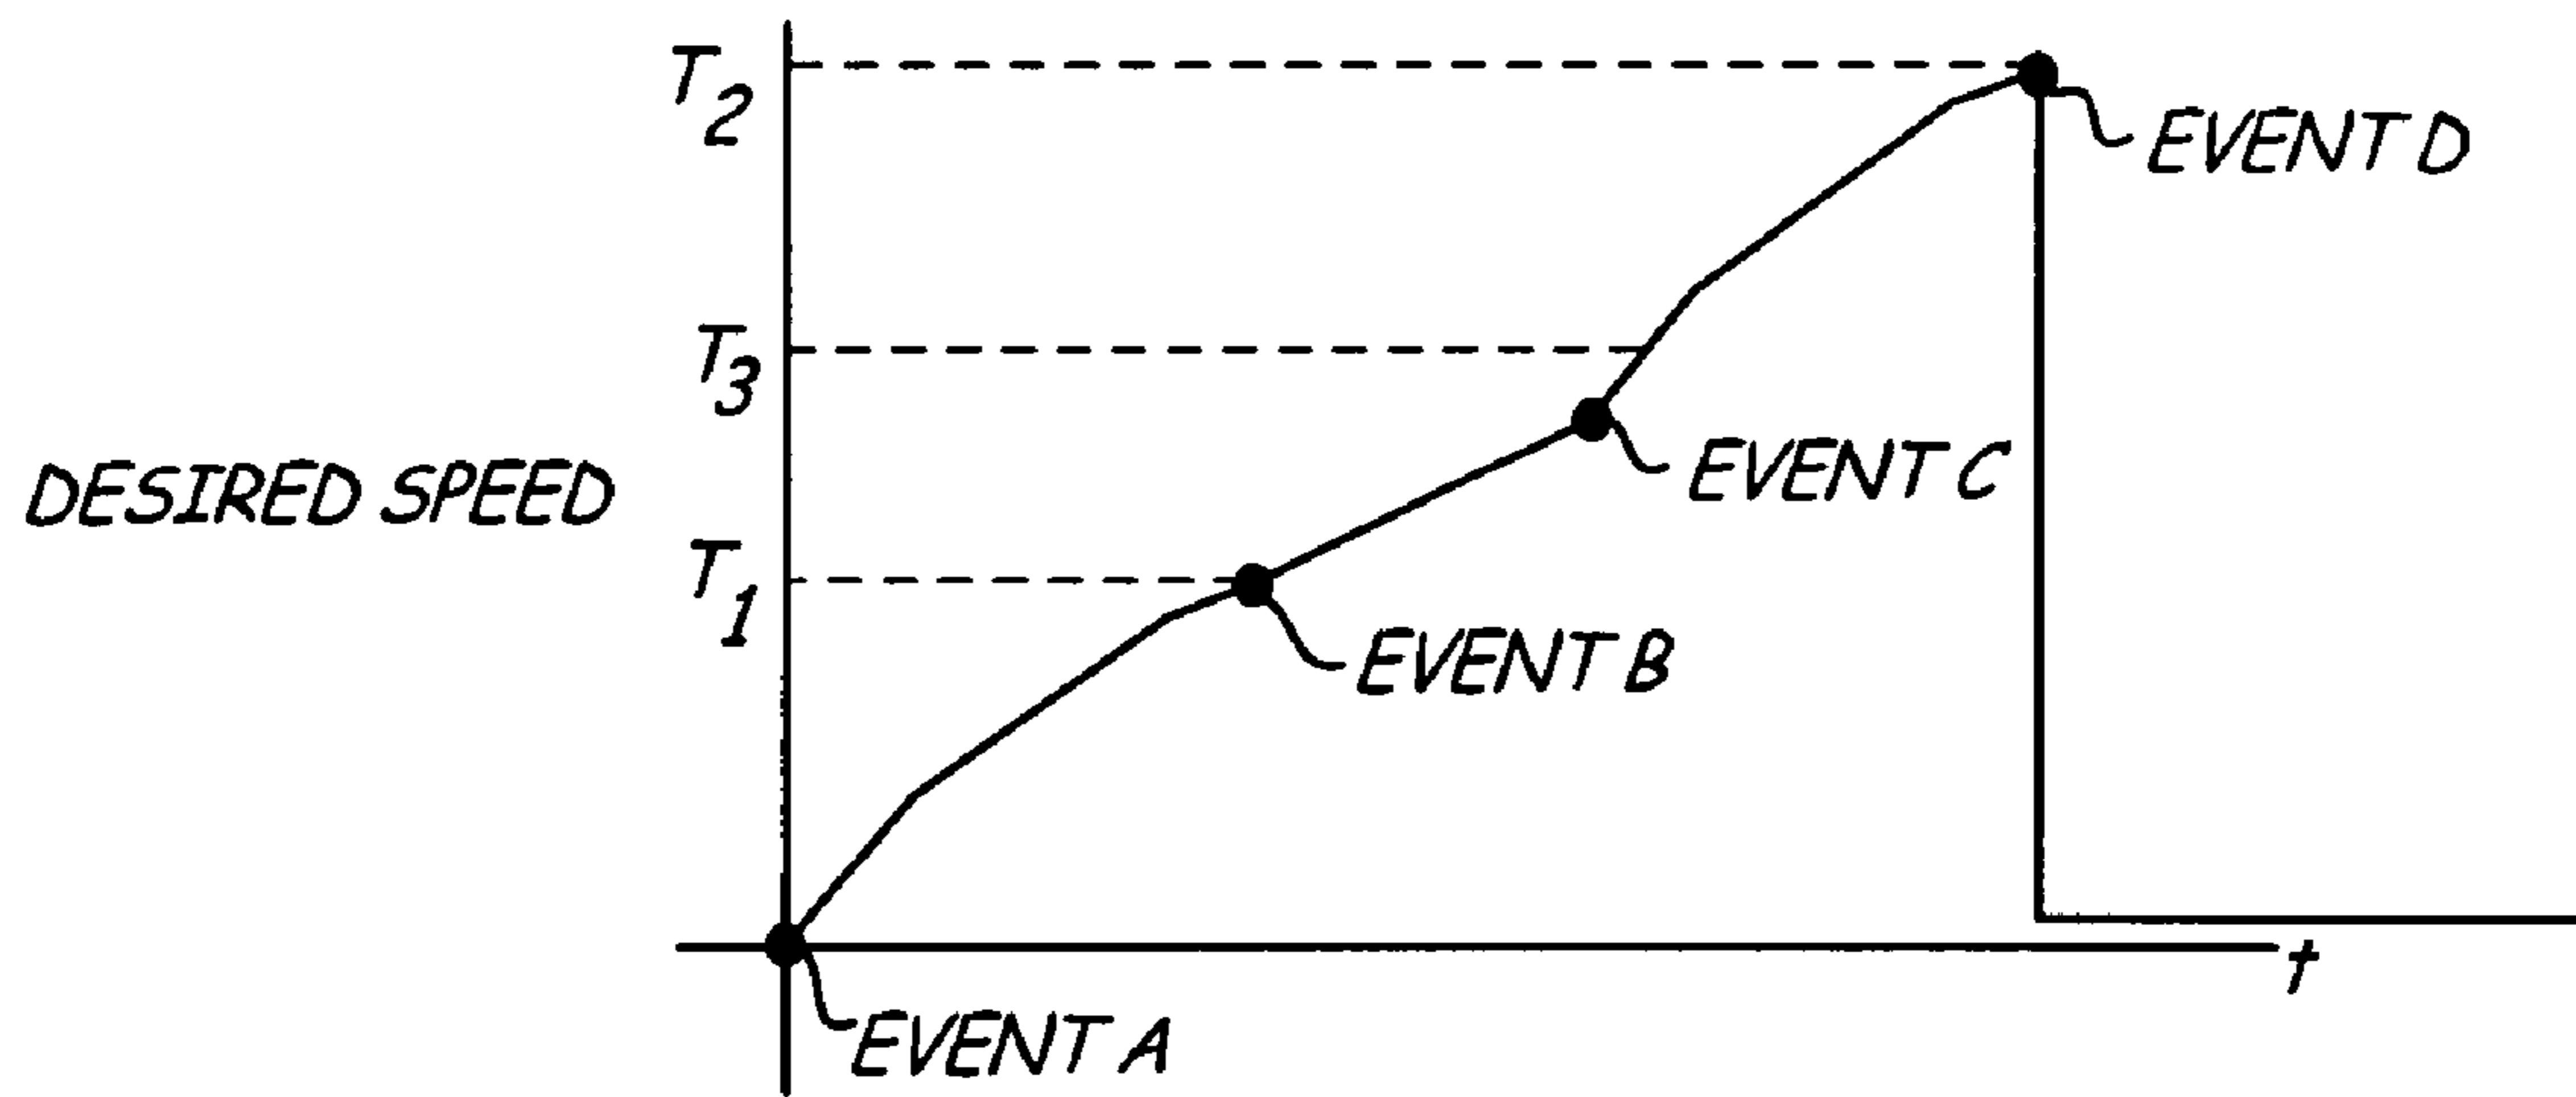 T2
EVENT D
T3
EVENT C
DESIRED SPEED
T1
EVENT B
t
EVENT A